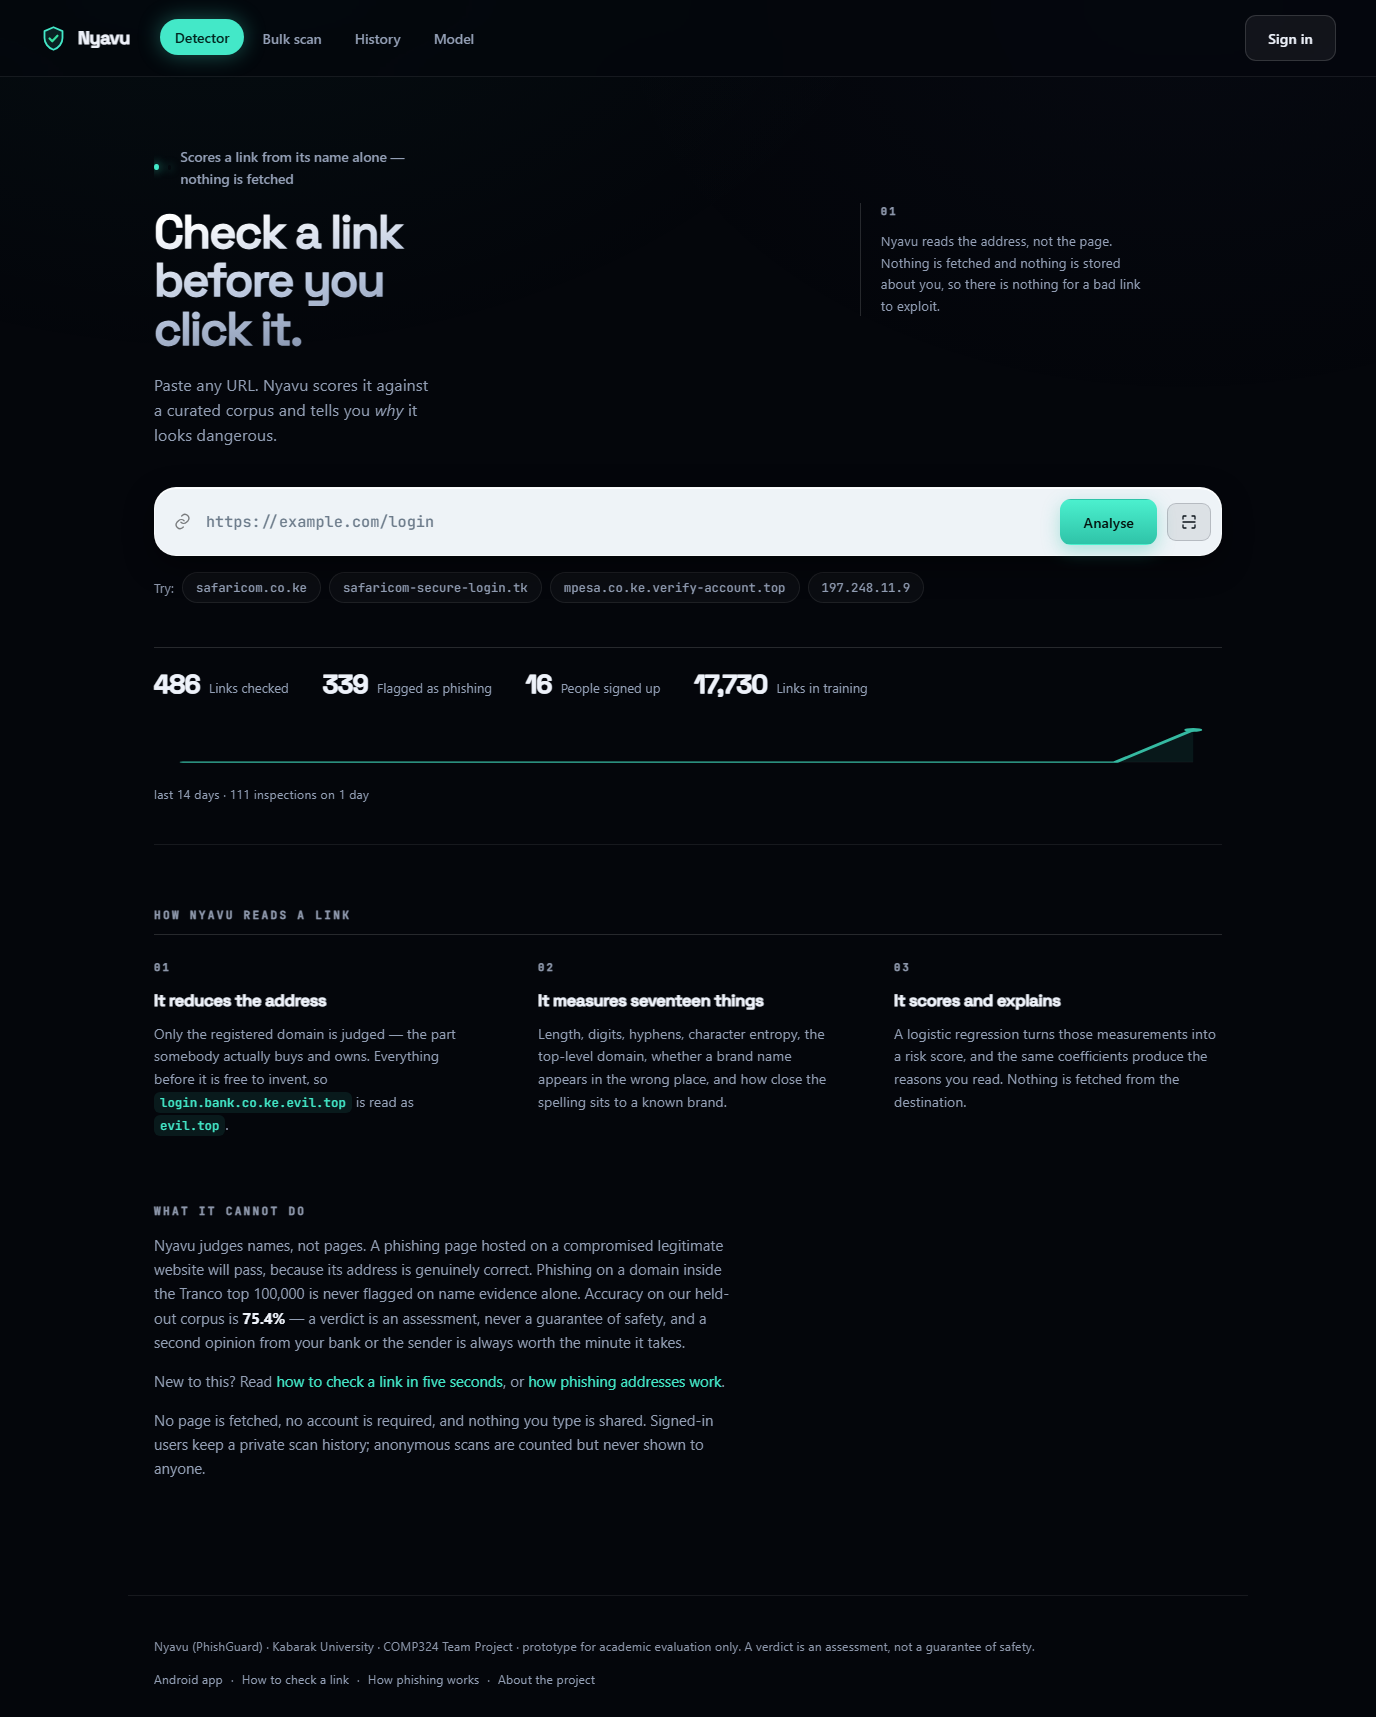 Nyavu
Detector
Bulk scan
History
Model
Sign in
Scores a link from its name alone —
nothing is fetched
Check a link
before you
click it.
Paste any URL. Nyavu scores it against
a curated corpus and tells you why it
looks dangerous.
01
Nyavu reads the address, not the page.
Nothing is fetched and nothing is stored
about you, so there is nothing for a bad link
to exploit.
https://example.com/login
Analyse
Try:
safaricom.co.ke
safaricom-secure-login.tk
mpesa.co.ke.verify-account.top
197.248.11.9
486 Links checked
339 Flagged as phishing
16 People signed up
17,730 Links in training
last 14 days · 111 inspections on 1 day
HOW NYAVU READS A LINK
01
It reduces the address
Only the registered domain is judged — the part
somebody actually buys and owns. Everything
before it is free to invent, so
login.bank.co.ke.evil.top is read as
evil.top.
02
It measures seventeen things
Length, digits, hyphens, character entropy, the
top-level domain, whether a brand name
appears in the wrong place, and how close the
spelling sits to a known brand.
03
It scores and explains
A logistic regression turns those measurements into
a risk score, and the same coefficients produce the
reasons you read. Nothing is fetched from the
destination.
WHAT IT CANNOT DO
Nyavu judges names, not pages. A phishing page hosted on a compromised legitimate
website will pass, because its address is genuinely correct. Phishing on a domain inside
the Tranco top 100,000 is never flagged on name evidence alone. Accuracy on our held-
out corpus is 75.4% — a verdict is an assessment, never a guarantee of safety, and a
second opinion from your bank or the sender is always worth the minute it takes.
New to this? Read how to check a link in five seconds, or how phishing addresses work.
No page is fetched, no account is required, and nothing you type is shared. Signed-in
users keep a private scan history; anonymous scans are counted but never shown to
anyone.
Nyavu (PhishGuard) · Kabarak University · COMP324 Team Project · prototype for academic evaluation only. A verdict is an assessment, not a guarantee of safety.
Android app · How to check a link · How phishing works · About the project